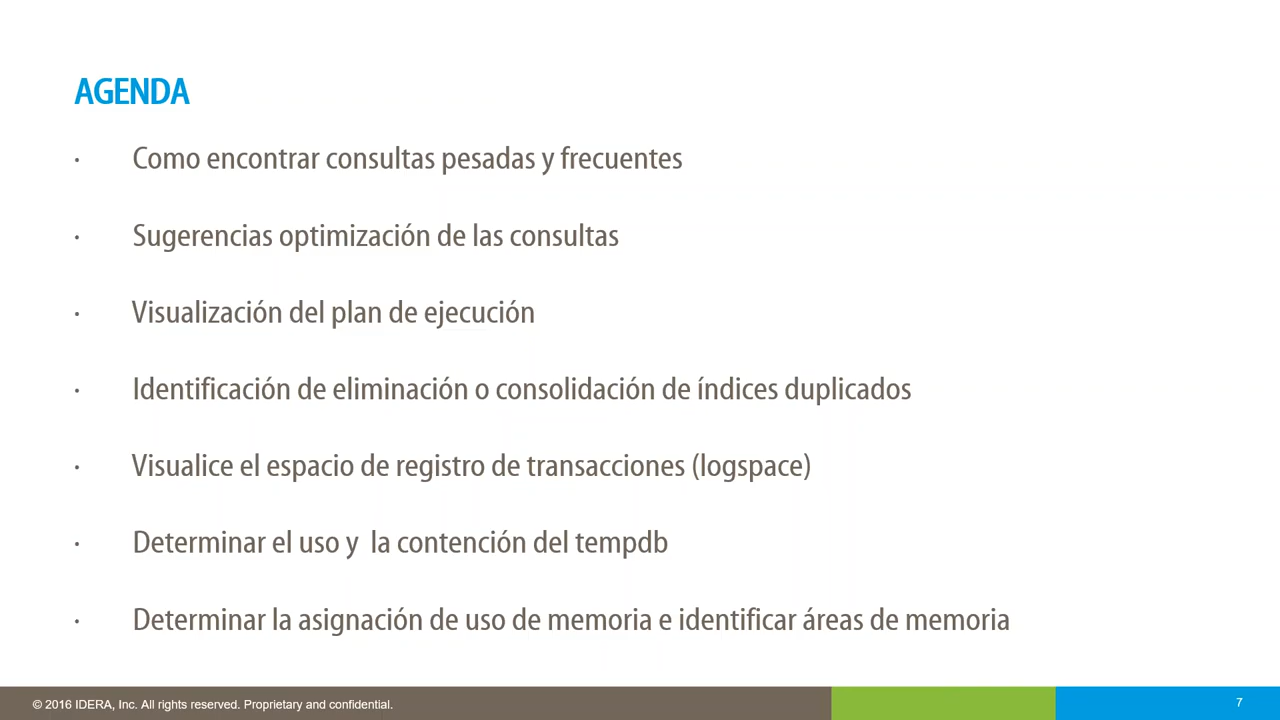 AGENDA
· Como encontrar consultas pesadas y frecuentes
· Sugerencias optimización de las consultas
· Visualización del plan de ejecución
· Identificación de eliminación o consolidación de índices duplicados
· Visualice el espacio de registro de transacciones (logspace)
· Determinar el uso y  la contención del tempdb
· Determinar la asignación de uso de memoria e identificar áreas de memoria
© 2016 IDERA, Inc. All rights reserved. Proprietary and confidential.
7